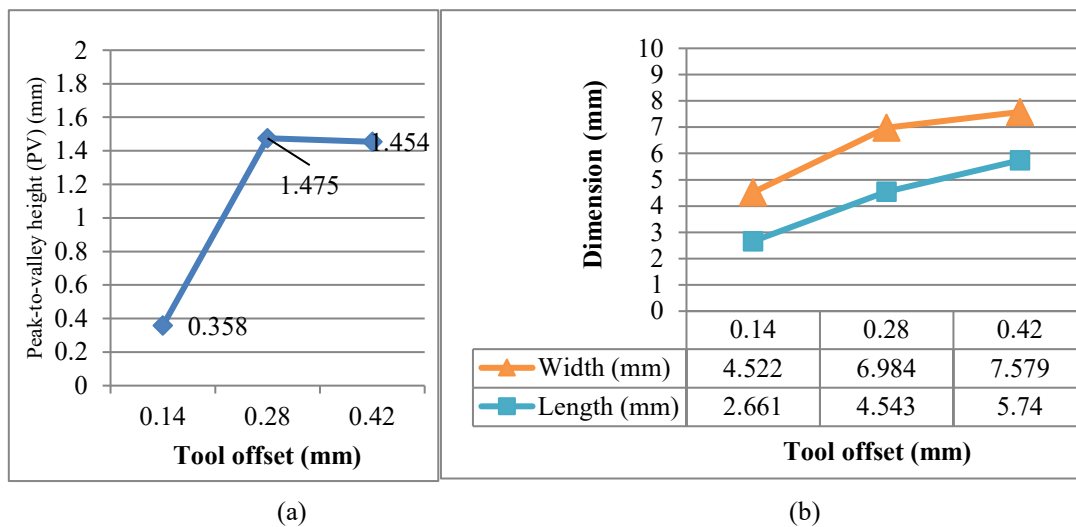 Peak-to-valley height (PV) (mm)
2
1.8
1.6
1.4
1.2
1
0.8
0.6
0.4
0.2
0
1.454
1.475
0.358
0.14 0.28 0.42
Tool offset (mm)
(a)
Dimension (mm)
10
9
8
7
6
5
4
3
2
1
0
0.14 0.28 0.42
Width (mm) 4.522 6.984 7.579
Length (mm) 2.661 4.543 5.74
Tool offset (mm)
(b)